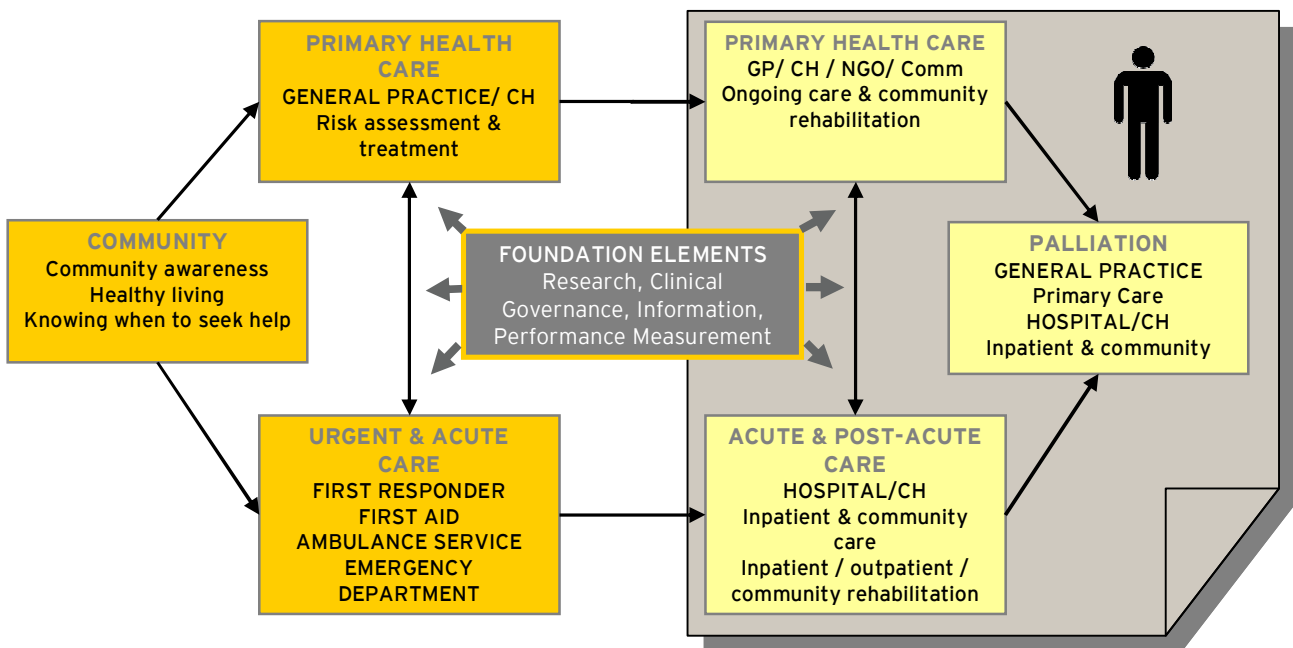 PRIMARY HEALTH
CARE
GENERAL PRACTICE/ CH
Risk assessment &
treatment
PRIMARY HEALTH CARE
GP/ CH / NGO/ Comm
Ongoing care & community
rehabilitation
COMMUNITY
Community awareness
Healthy living
Knowing when to seek help
FOUNDATION ELEMENTS
Research, Clinical
Governance, Information,
Performance Measurement
PALLIATION
GENERAL PRACTICE
Primary Care
HOSPITAL/CH
Inpatient & community
URGENT & ACUTE
CARE
FIRST RESPONDER
FIRST AID
AMBULANCE SERVICE
EMERGENCY
DEPARTMENT
ACUTE & POST-ACUTE
CARE
HOSPITAL/CH
Inpatient & community
care
Inpatient / outpatient /
community rehabilitation